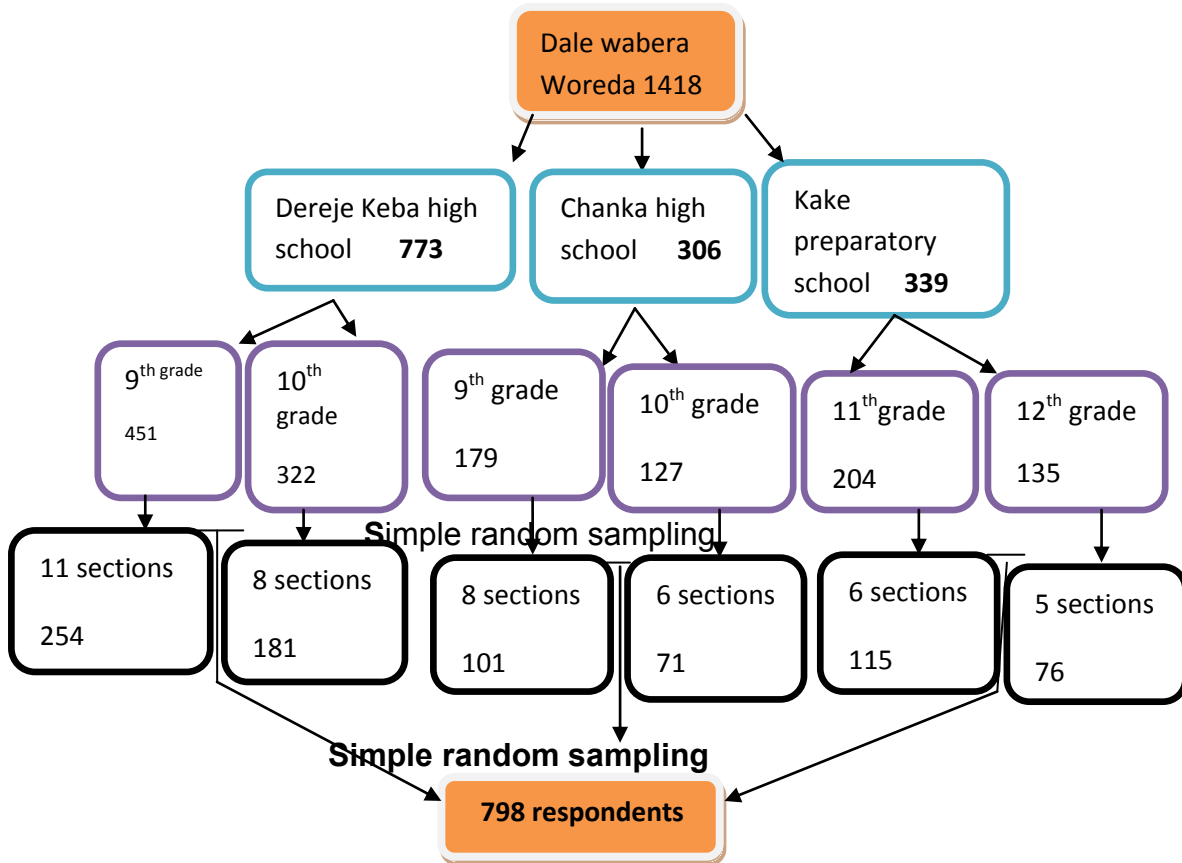 Dale wabera
Woreda 1418
Dereje Keba high
school 773
Chanka high
school 306
Kake
preparatory
school 339
9th grade
451
10th
grade
322
9th grade
179
10th grade
127
11thgrade
204
12th grade
135
Simple random sampling
11 sections
254
8 sections
181
8 sections
101
6 sections
71
6 sections
115
5 sections
76
Simple random sampling
798 respondents